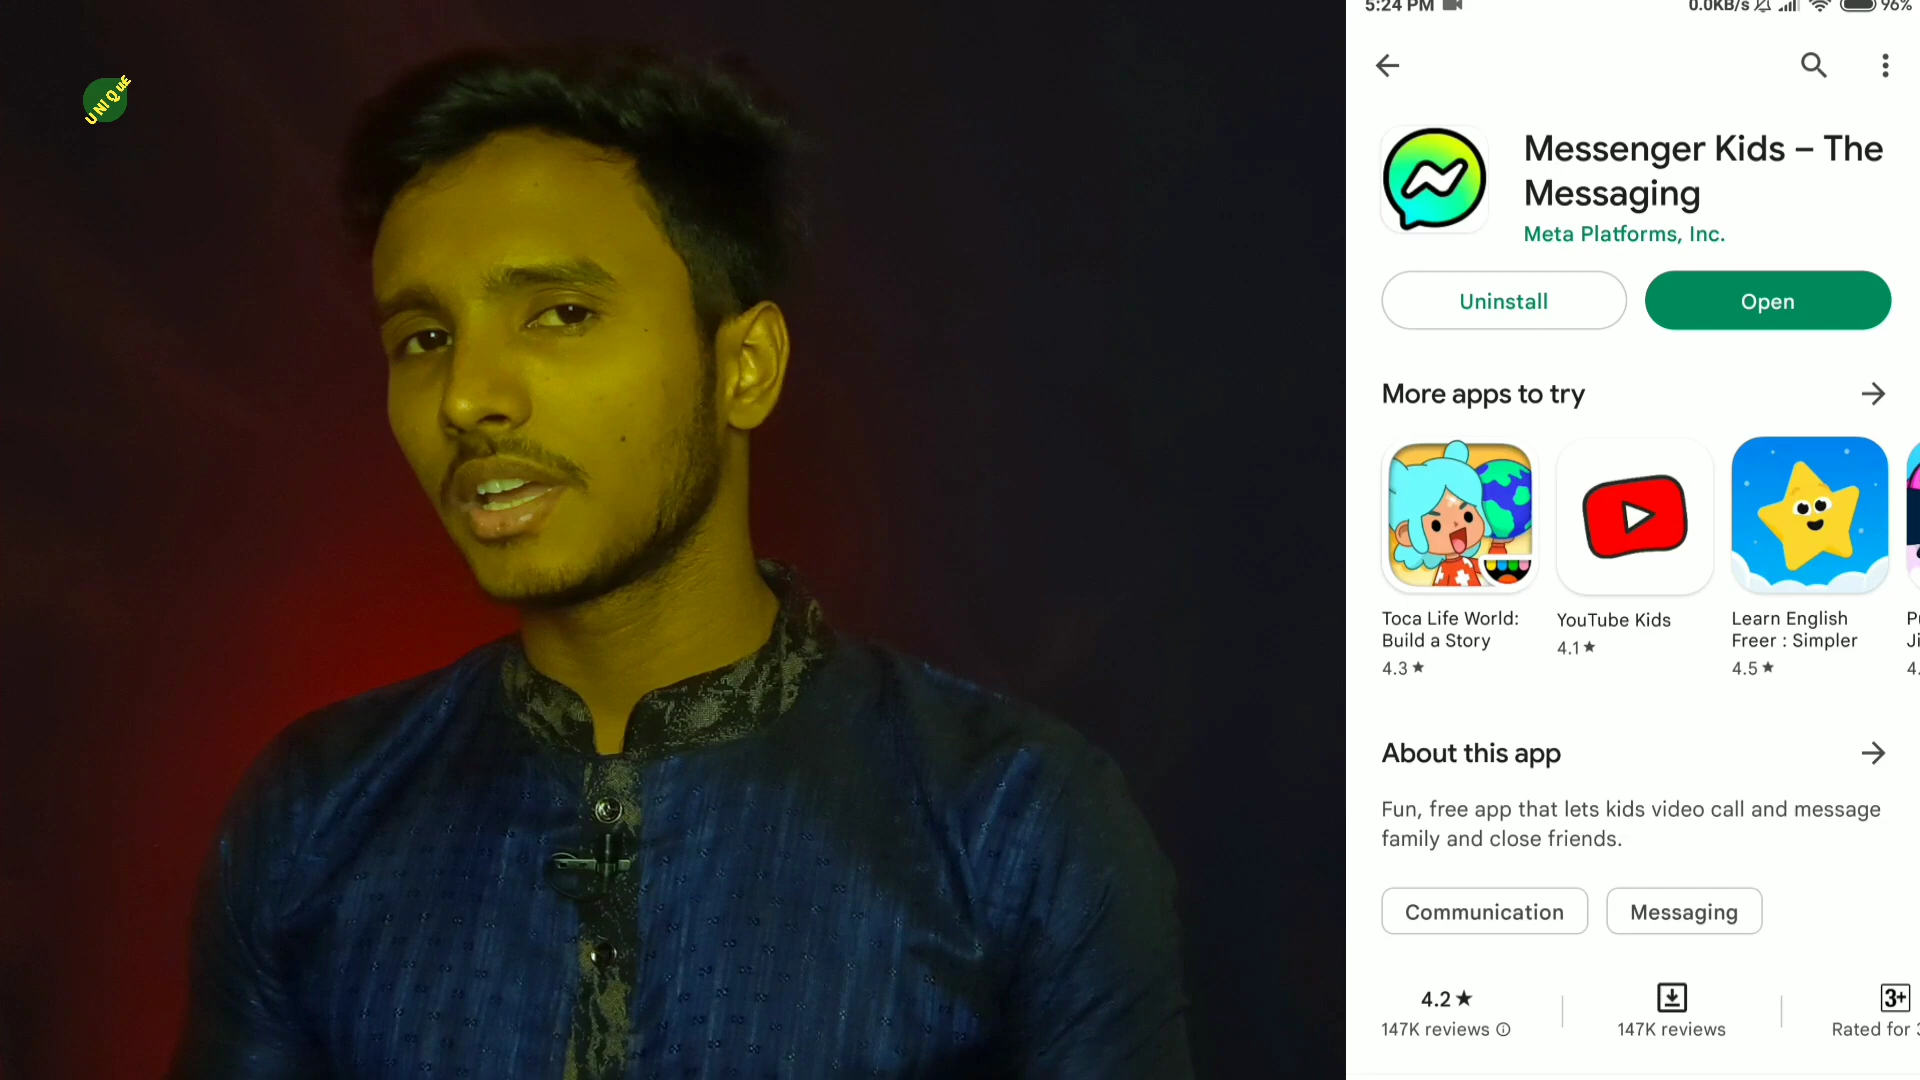 UNIQuE
5:24 PM
0.0KB/s
96%
Messenger Kids – The
Messaging
Meta Platforms, Inc.
Uninstall
Open
More apps to try
Toca Life World:
Build a Story
4.3 ★
YouTube Kids
4.1 ★
Learn English
Freer : Simpler
4.5 ★
About this app
Fun, free app that lets kids video call and message
family and close friends.
Communication
Messaging
4.2 ★
147K reviews
147K reviews
3+
Rated for